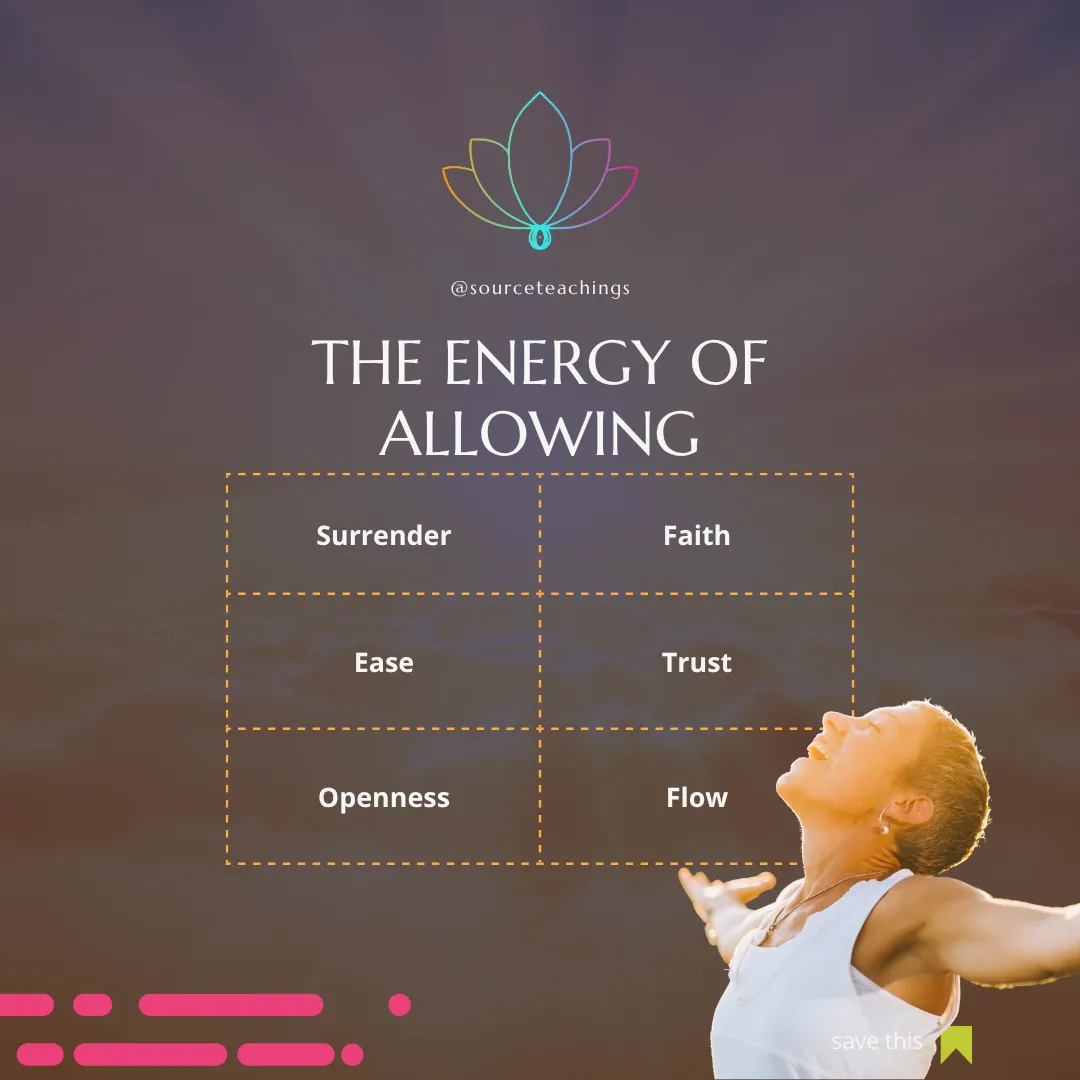 @sourceteachings
THE ENERGY OF
ALLOWING
Surrender Faith
Ease Trust
Openness Flow
save this